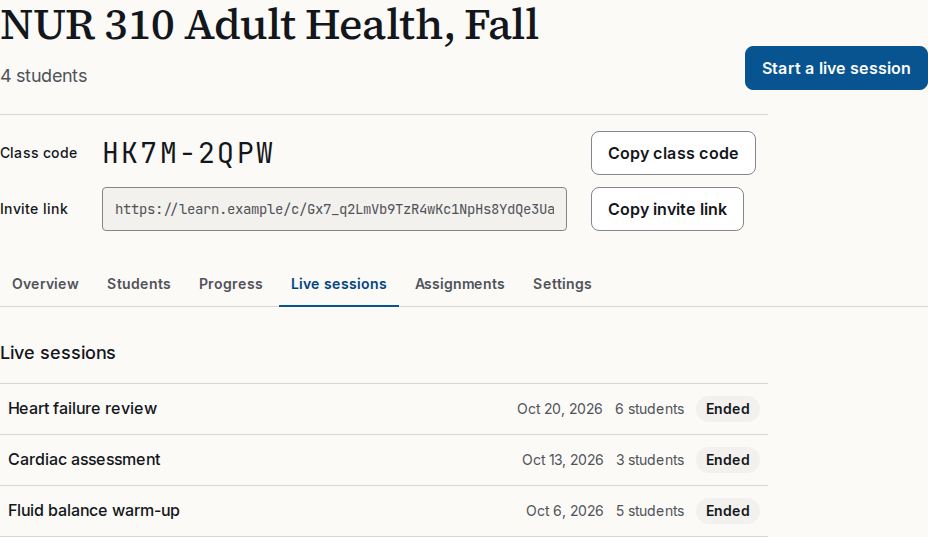 NUR 310 Adult Health, Fall
4 students
Start a live session
Class code HK7M-2QPW Copy class code
Invite link https://learn.example/c/Gx7_q2LmVb9TzR4wKc1NpHs8YdQe3Ua Copy invite link
Overview Students Progress Live sessions Assignments Settings
Live sessions
Heart failure review Oct 20, 2026 6 students Ended
Cardiac assessment Oct 13, 2026 3 students Ended
Fluid balance warm-up Oct 6, 2026 5 students Ended